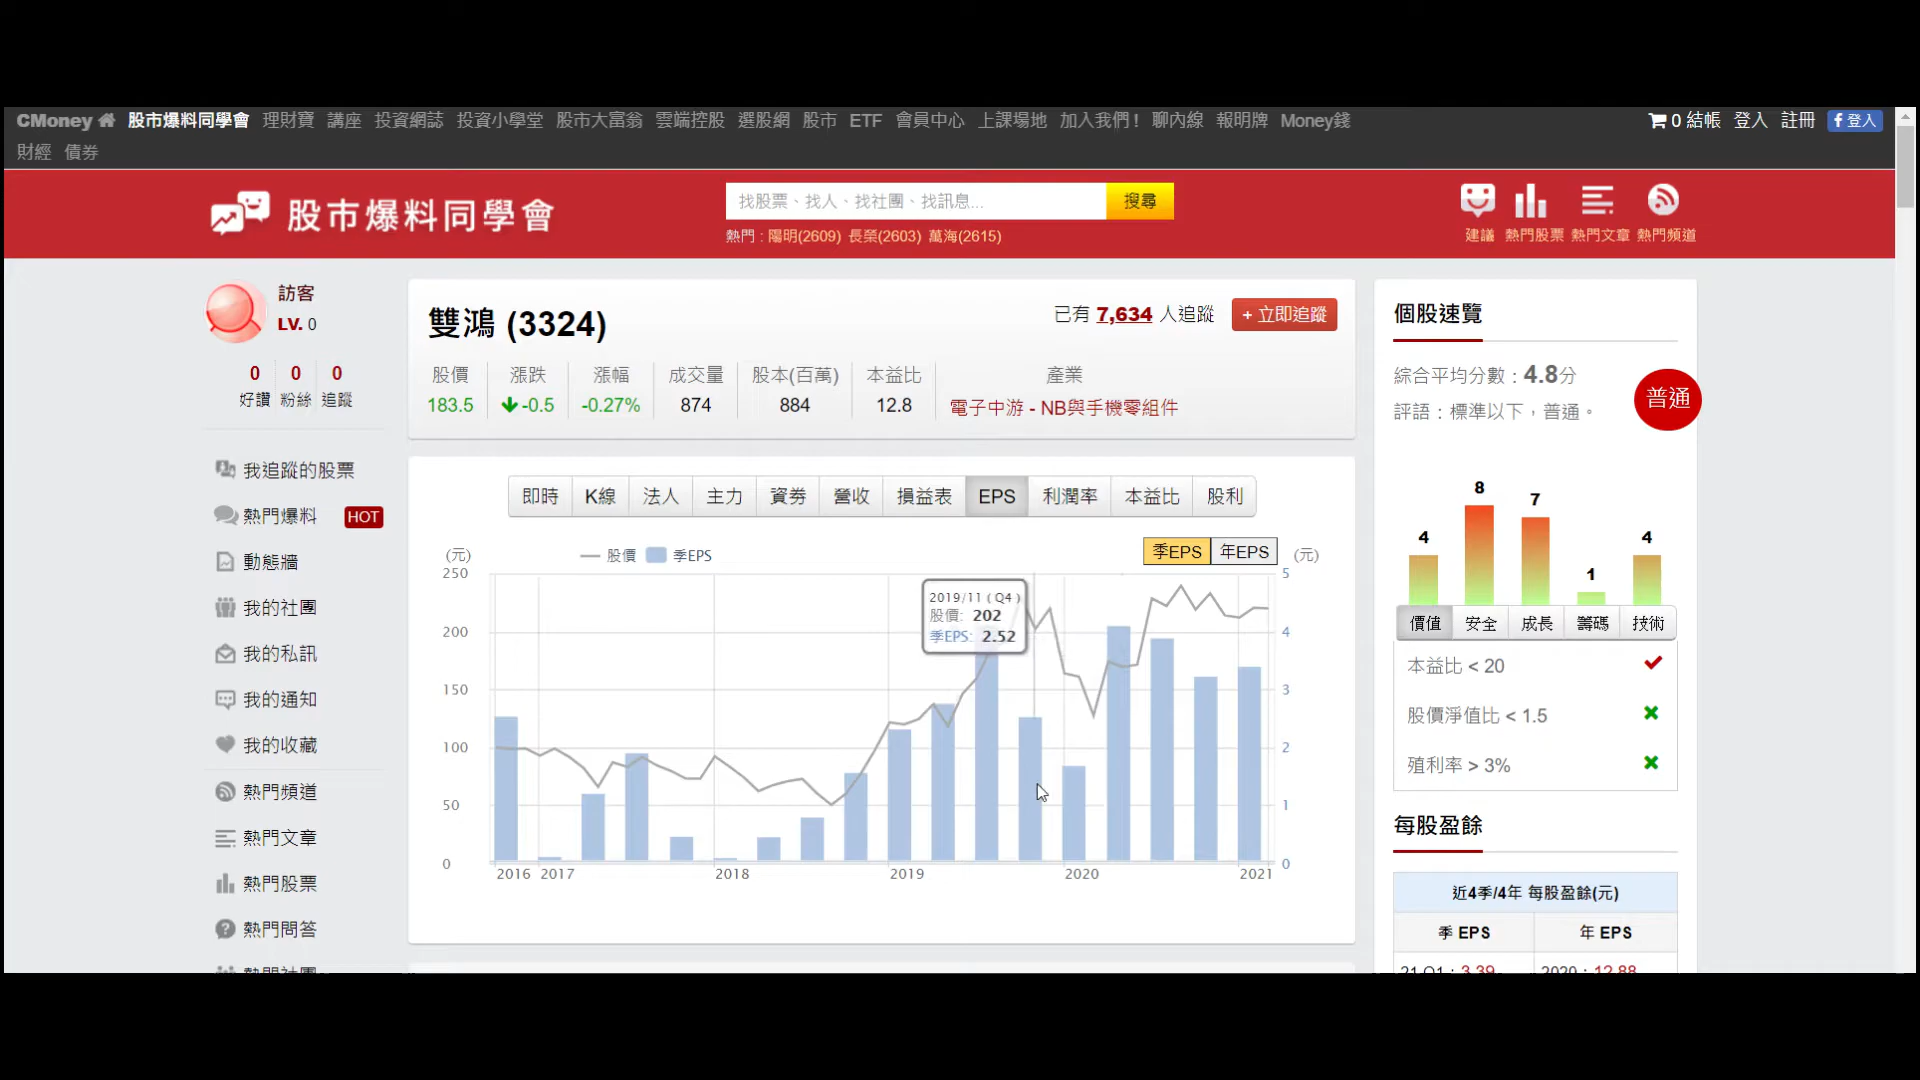 CMoney 股市爆料同學會 理財寶 講座 投資網誌 投資小學堂 股市大富翁 雲端控股 選股網 股市 ETF 會員中心 上課場地 加入我們! 聊內線 報明牌 Money錢
財經 債券
0 結帳 登入 註冊 f 登入
股市爆料同學會
找股票、找人、找社團、找訊息... 搜尋
熱門 : 陽明(2609) 長榮(2603) 萬海(2615)
建議 熱門股票 熱門文章 熱門頻道
訪客
LV. 0
0 0 0
好讚 粉絲 追蹤
我追蹤的股票
熱門爆料 HOT
動態牆
我的社團
我的私訊
我的通知
我的收藏
熱門頻道
熱門文章
熱門股票
熱門問答
熱門社團
雙鴻 (3324)
已有 7,634 人追蹤 + 立即追蹤
股價 漲跌 漲幅 成交量 股本(百萬) 本益比 產業
183.5 -0.5 -0.27% 874 884 12.8 電子中游 - NB與手機零組件
即時 K線 法人 主力 資券 營收 損益表 EPS 利潤率 本益比 股利
(元) 股價 季EPS 季EPS 年EPS (元)
250 5
200 4
150 3
100 2
50 1
0 0
2019/11 ( Q4 )
股價: 202
季EPS: 2.52
2016 2017 2018 2019 2020 2021
個股速覽
綜合平均分數 : 4.8分
評語 : 標準以下，普通。
普通
4 8 7 1 4
價值 安全 成長 籌碼 技術
本益比 < 20
股價淨值比 < 1.5
殖利率 > 3%
每股盈餘
近4季/4年 每股盈餘(元)
季 EPS 年 EPS
21 Q1 : 3.39 2020 : 12.88